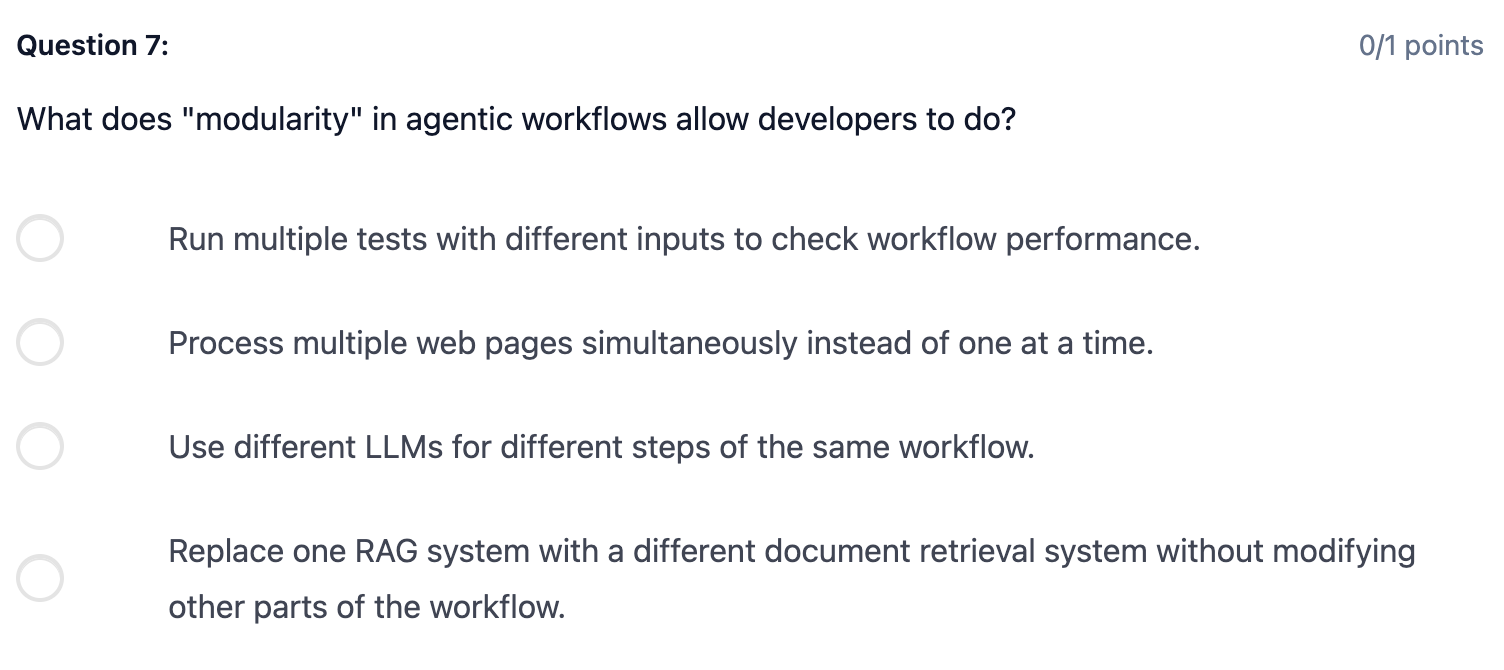 Question 7:
0/1 points
What does "modularity" in agentic workflows allow developers to do?
Run multiple tests with different inputs to check workflow performance.
Process multiple web pages simultaneously instead of one at a time.
Use different LLMs for different steps of the same workflow.
Replace one RAG system with a different document retrieval system without modifying
other parts of the workflow.